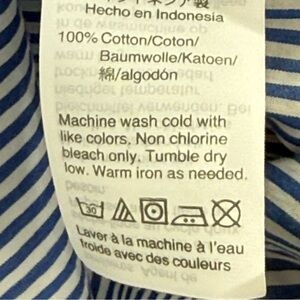 Hecho en Indonesia
100% Cotton/Coton/
Baumwolle/Katoen/
綿/algodón
Machine wash cold with
like colors. Non chlorine
bleach only. Tumble dry
low. Warm iron as needed.
30
Laver à la machine à l'eau
froide avec des couleurs